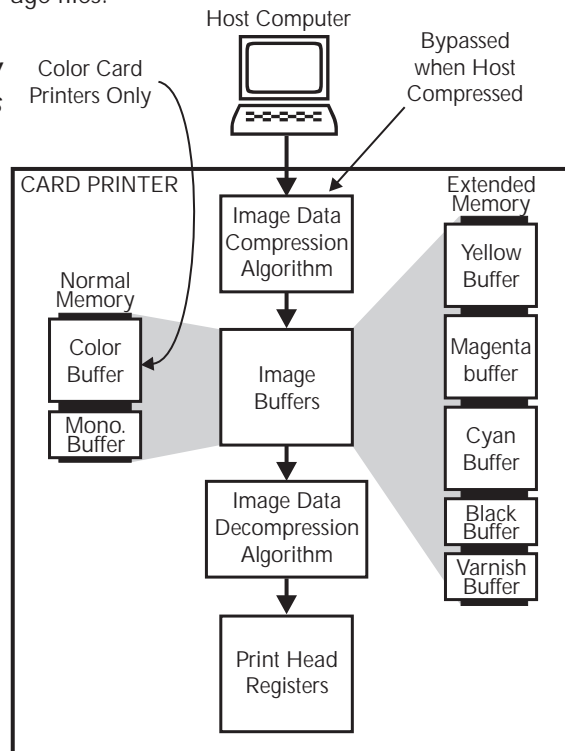 age files.
Host Computer
Color Card
Printers Only
Bypassed
when Host
Compressed
CARD PRINTER
Image Data
Compression
Algorithm
Extended
Memory
Yellow
Buffer
Normal
Memory
Color
Buffer
Mono.
Buffer
Image
Buffers
Magenta
buffer
Cyan
Buffer
Image Data
Decompression
Algorithm
Black
Buffer
Varnish
Buffer
Print Head
Registers